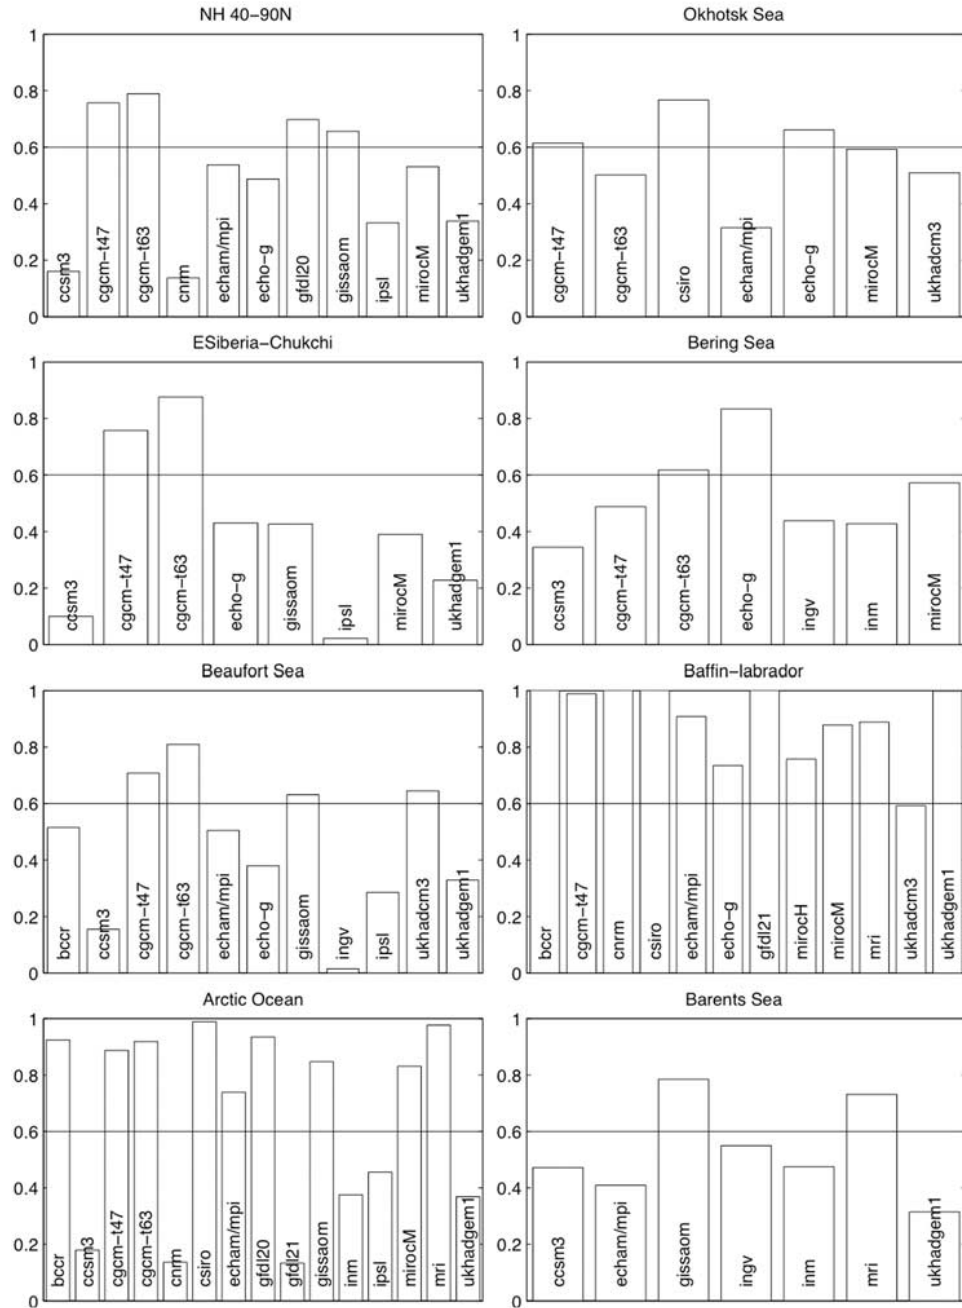 NH 40−90N
1
0.8
0.6
0.4
0.2
0
ccsm3
cgcm−t47
cgcm−t63
cnrm
echam/mpi
echo−g
gfdl20
gissaom
ipsl
mirocM
ukhadgem1
Okhotsk Sea
1
0.8
0.6
0.4
0.2
0
cgcm−t47
cgcm−t63
csiro
echam/mpi
echo−g
mirocM
ukhadcm3
ESiberia−Chukchi
1
0.8
0.6
0.4
0.2
0
ccsm3
cgcm−t47
cgcm−t63
echo−g
gissaom
ipsl
mirocM
ukhadgem1
Bering Sea
1
0.8
0.6
0.4
0.2
0
ccsm3
cgcm−t47
cgcm−t63
echo−g
ingv
inm
mirocM
Beaufort Sea
1
0.8
0.6
0.4
0.2
0
bccr
ccsm3
cgcm−t47
cgcm−t63
echam/mpi
echo−g
gissaom
ingv
ipsl
ukhadcm3
ukhadgem1
Baffin−labrador
1
0.8
0.6
0.4
0.2
0
bccr
cgcm−t47
cnrm
csiro
echam/mpi
echo−g
gfdl21
mirocH
mirocM
mri
ukhadcm3
ukhadgem1
Arctic Ocean
1
0.8
0.6
0.4
0.2
0
bccr
ccsm3
cgcm−t47
cgcm−t63
cnrm
csiro
echam/mpi
gfdl20
gfdl21
gissaom
inm
ipsl
mirocM
mri
ukhadgem1
Barents Sea
1
0.8
0.6
0.4
0.2
0
ccsm3
echam/mpi
gissaom
ingv
inm
mri
ukhadgem1